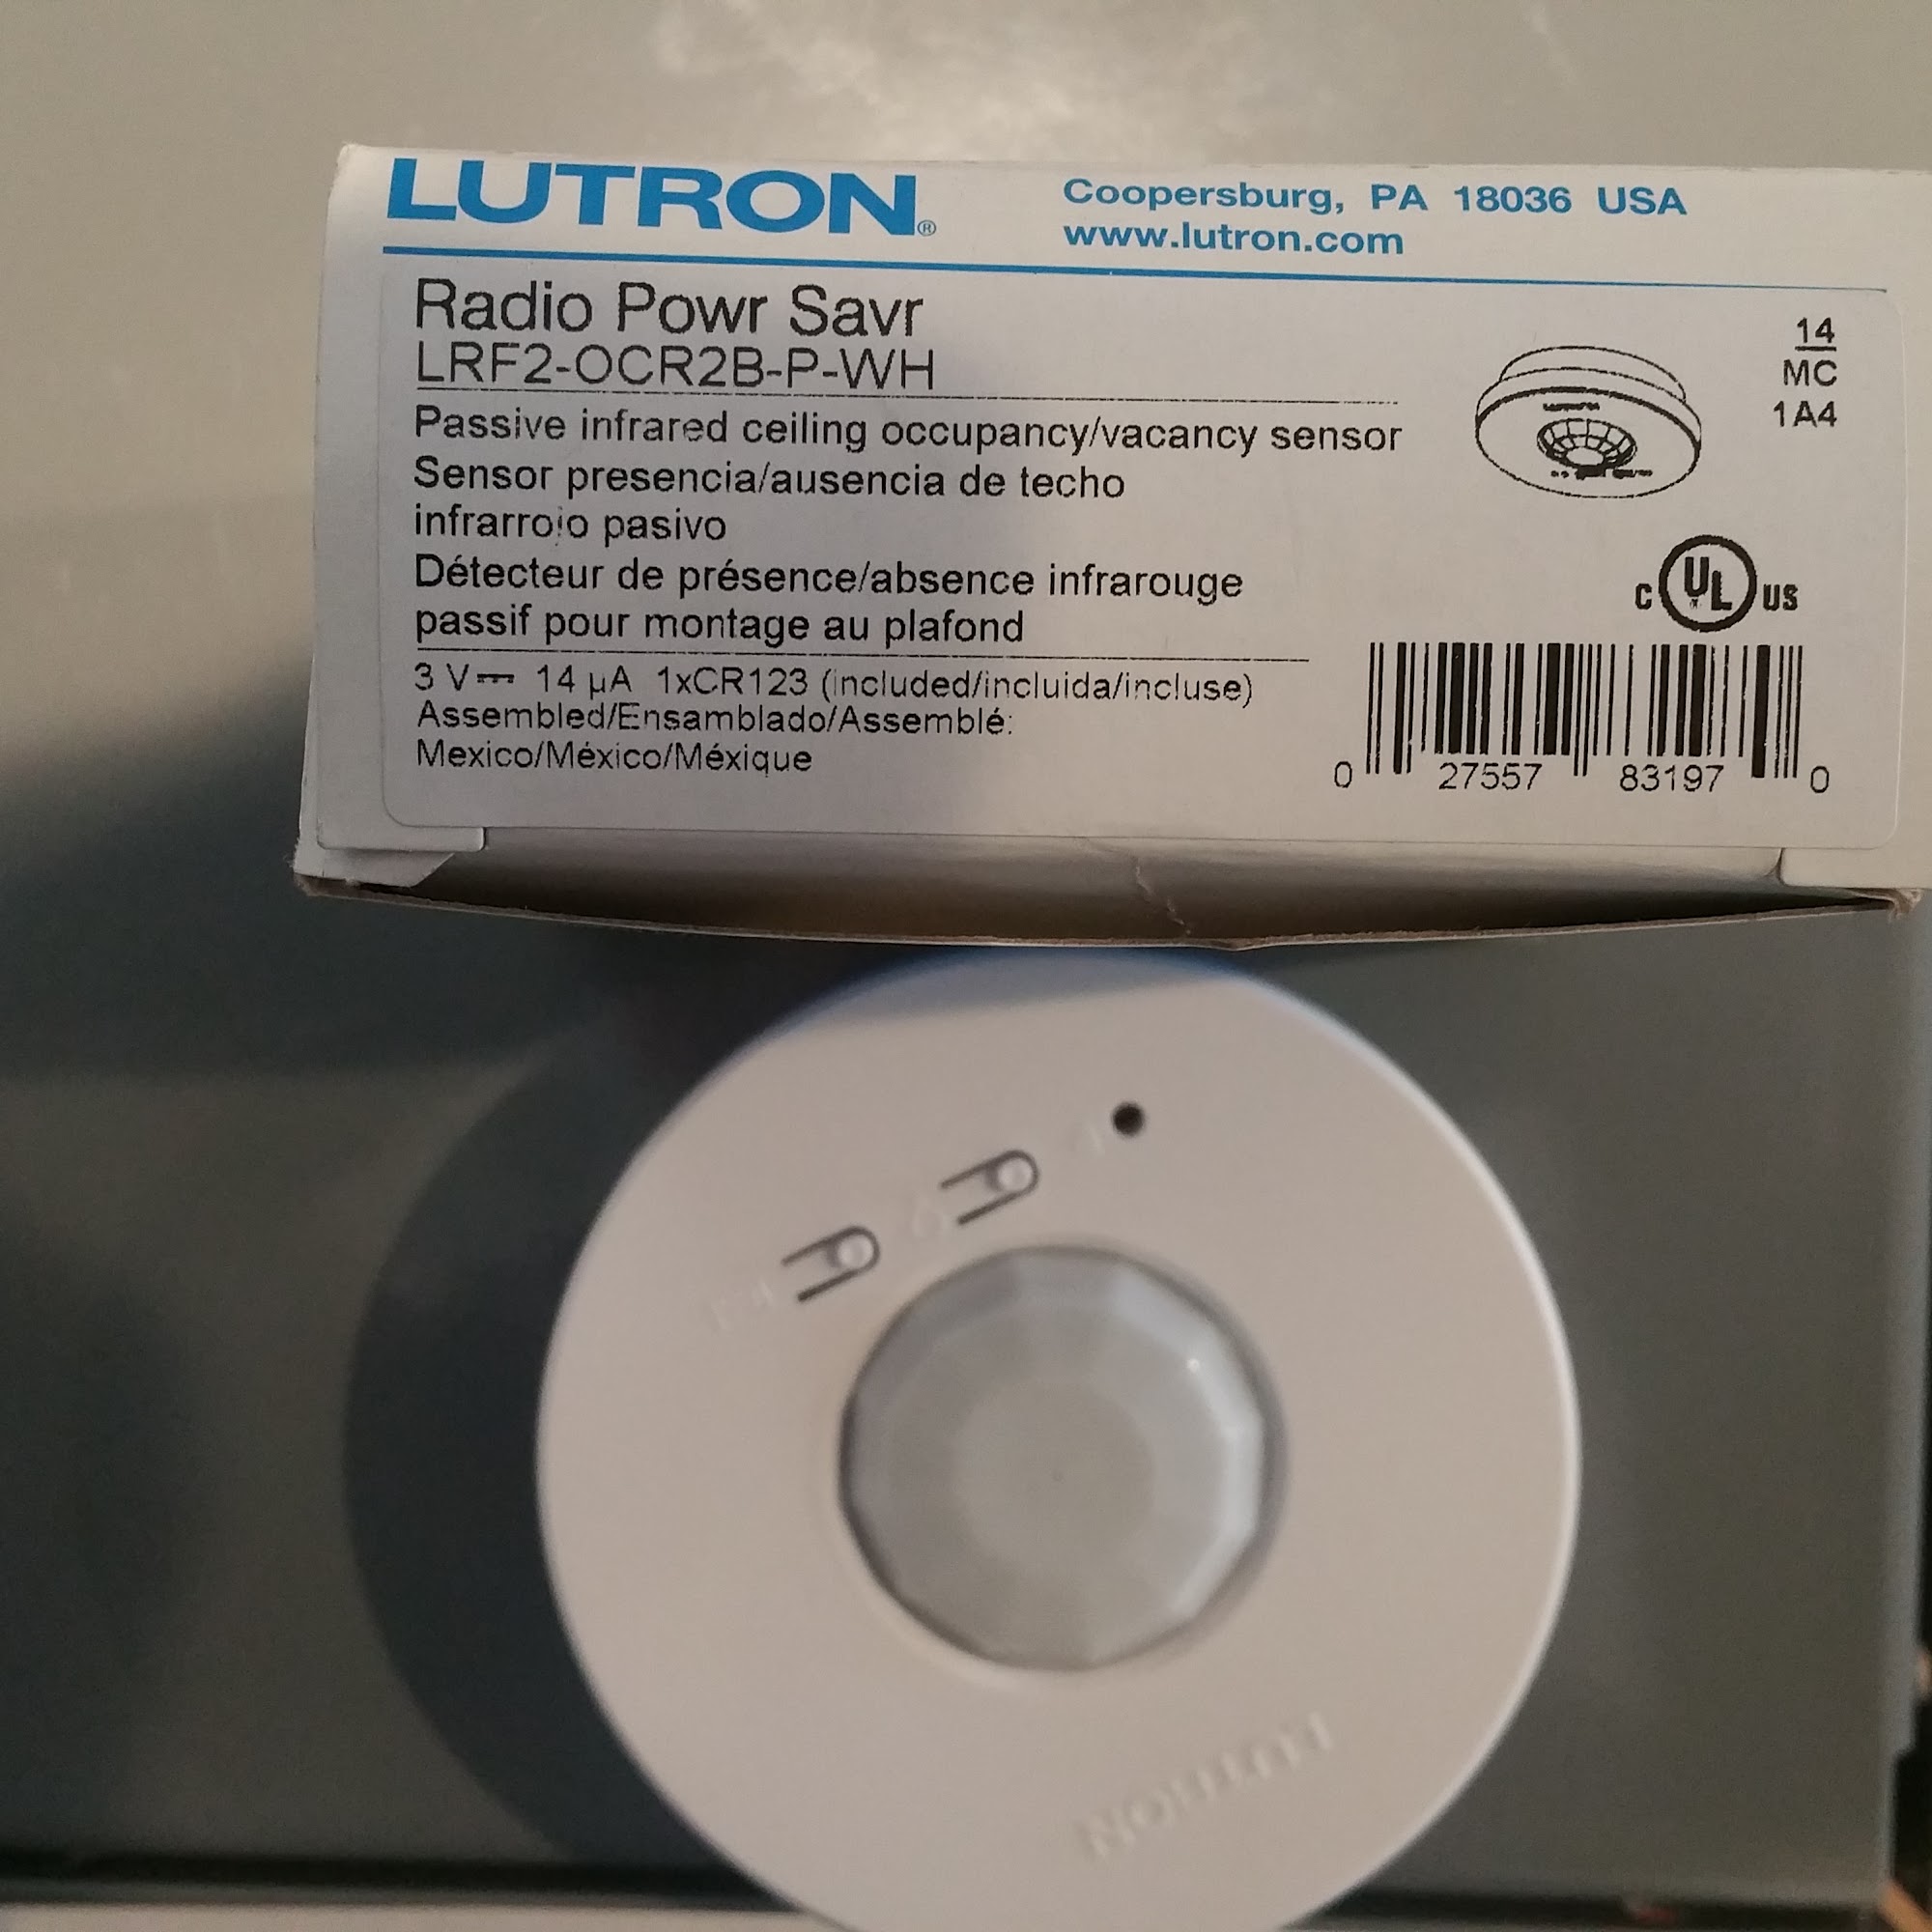 LUTRON®
Coopersburg, PA 18036 USA
www.lutron.com
Radio Powr Savr
LRF2-OCR2B-P-WH
14
MC
1A4
Passive infrared ceiling occupancy/vacancy sensor
Sensor presencia/ausencia de techo
infrarrojo pasivo
Détecteur de présence/absence infrarouge
passif pour montage au plafond
C UL US
3 V⎓ 14 µA 1xCR123 (included/incluida/incluse)
Assembled/Ensamblado/Assemblé:
Mexico/México/Méxique
0 27557 83197 0
LUTRON